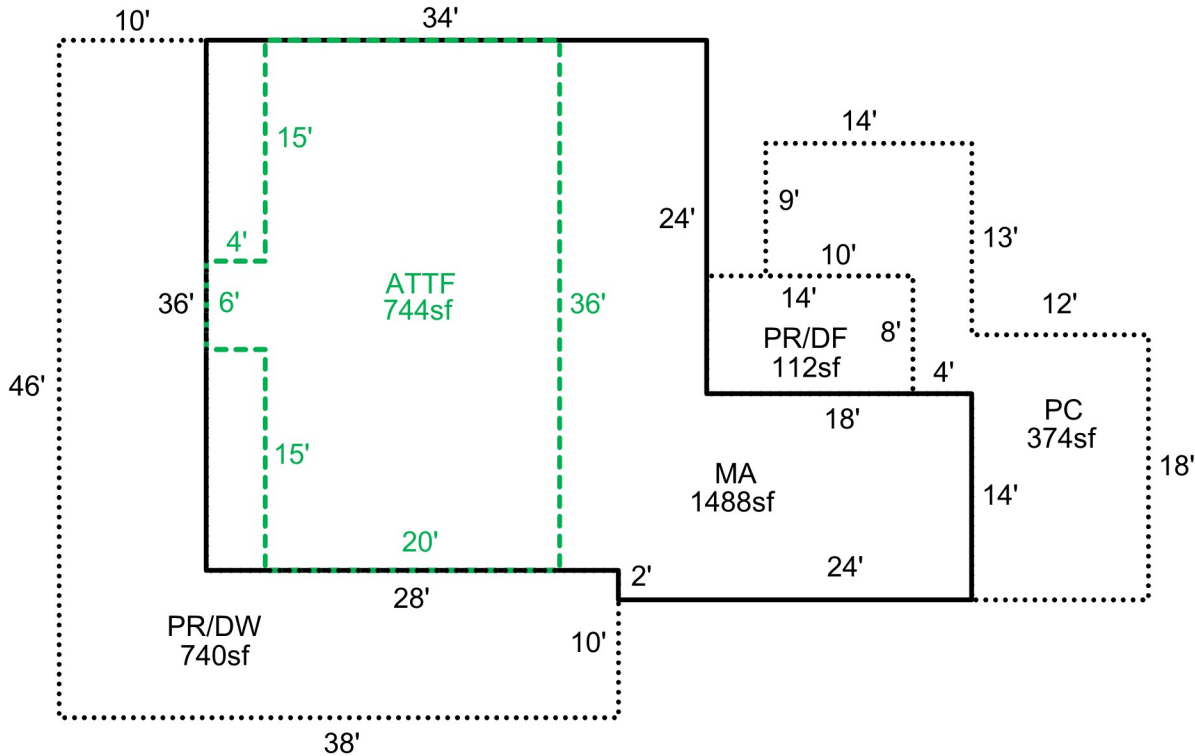 10'
34'
14'
15'
9'
24'
13'
4'
10'
ATTF
744sf
36'
6'
36'
14'
12'
8'
PR/DF
112sf
46'
4'
18'
PC
374sf
15'
MA
1488sf
18'
14'
20'
2'
24'
28'
PR/DW
740sf
10'
38'